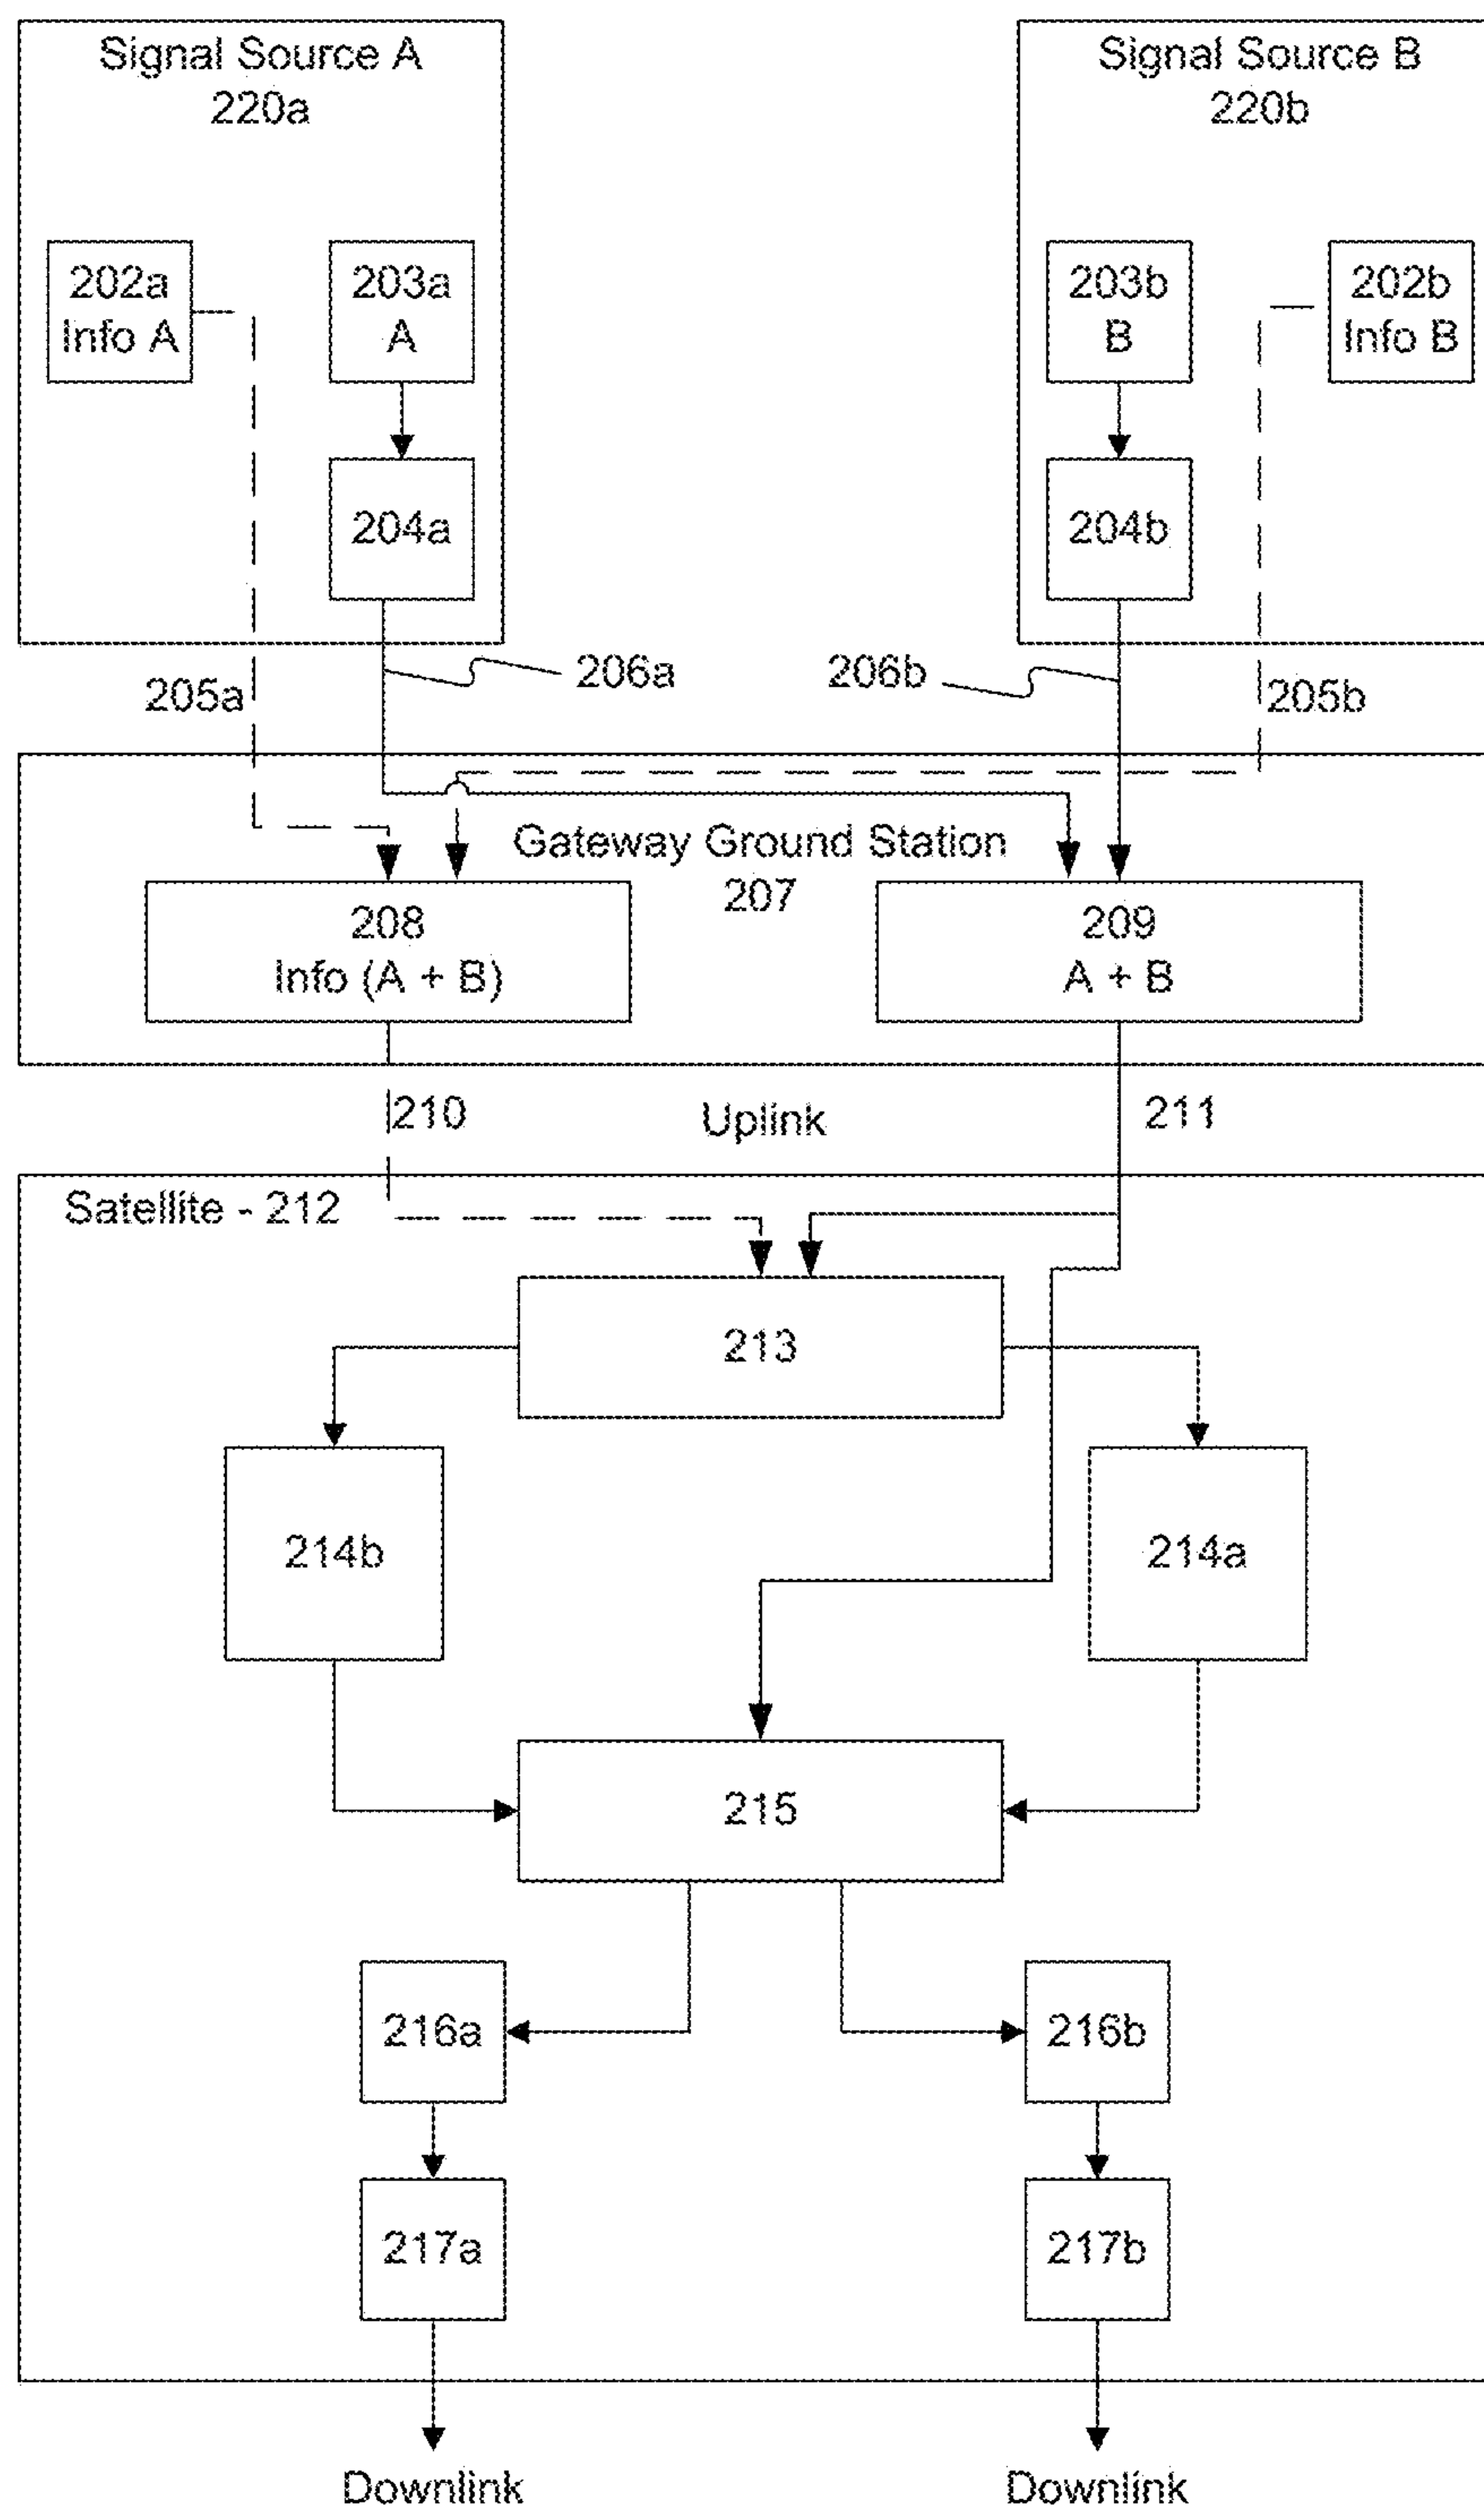 Signal Source A
220a
Signal Source B
220b
202a
Info A
203a
A
203b
B
202b
Info B
204a
204b
205a
206a
206b
205b
Gateway Ground Station
207
208
Info (A + B)
209
A + B
210
Uplink
211
Satellite - 212
213
214b
214a
215
216a
216b
217a
217b
Downlink
Downlink